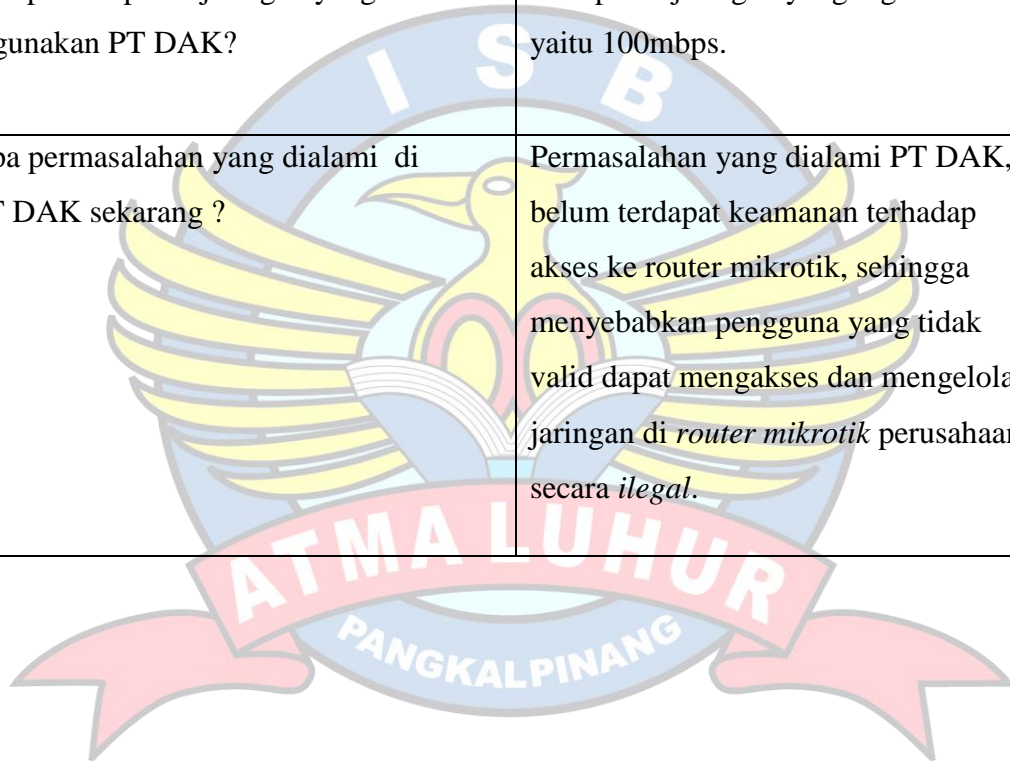 gunakan PT DAK?
yaitu 100mbps.
permasalahan yang dialami di
DAK sekarang ?
Permasalahan yang dialami PT DAK,
belum terdapat keamanan terhadap
akses ke router mikrotik, sehingga
menyebabkan pengguna yang tidak
valid dapat mengakses dan mengelola
jaringan di router mikrotik perusahaan
secara ilegal.
I S B
ATMA LUHUR
PANGKALPINANG